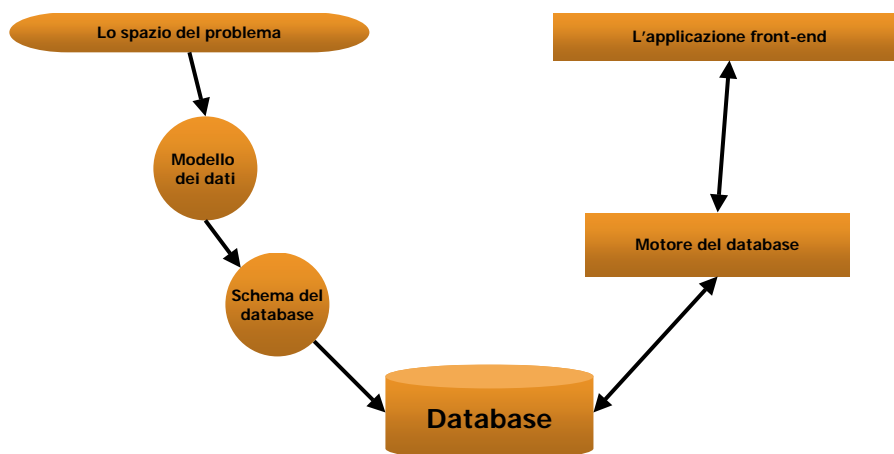 Lo spazio del problema
L'applicazione front-end
Modello
dei dati
Motore del database
Schema del
database
Database